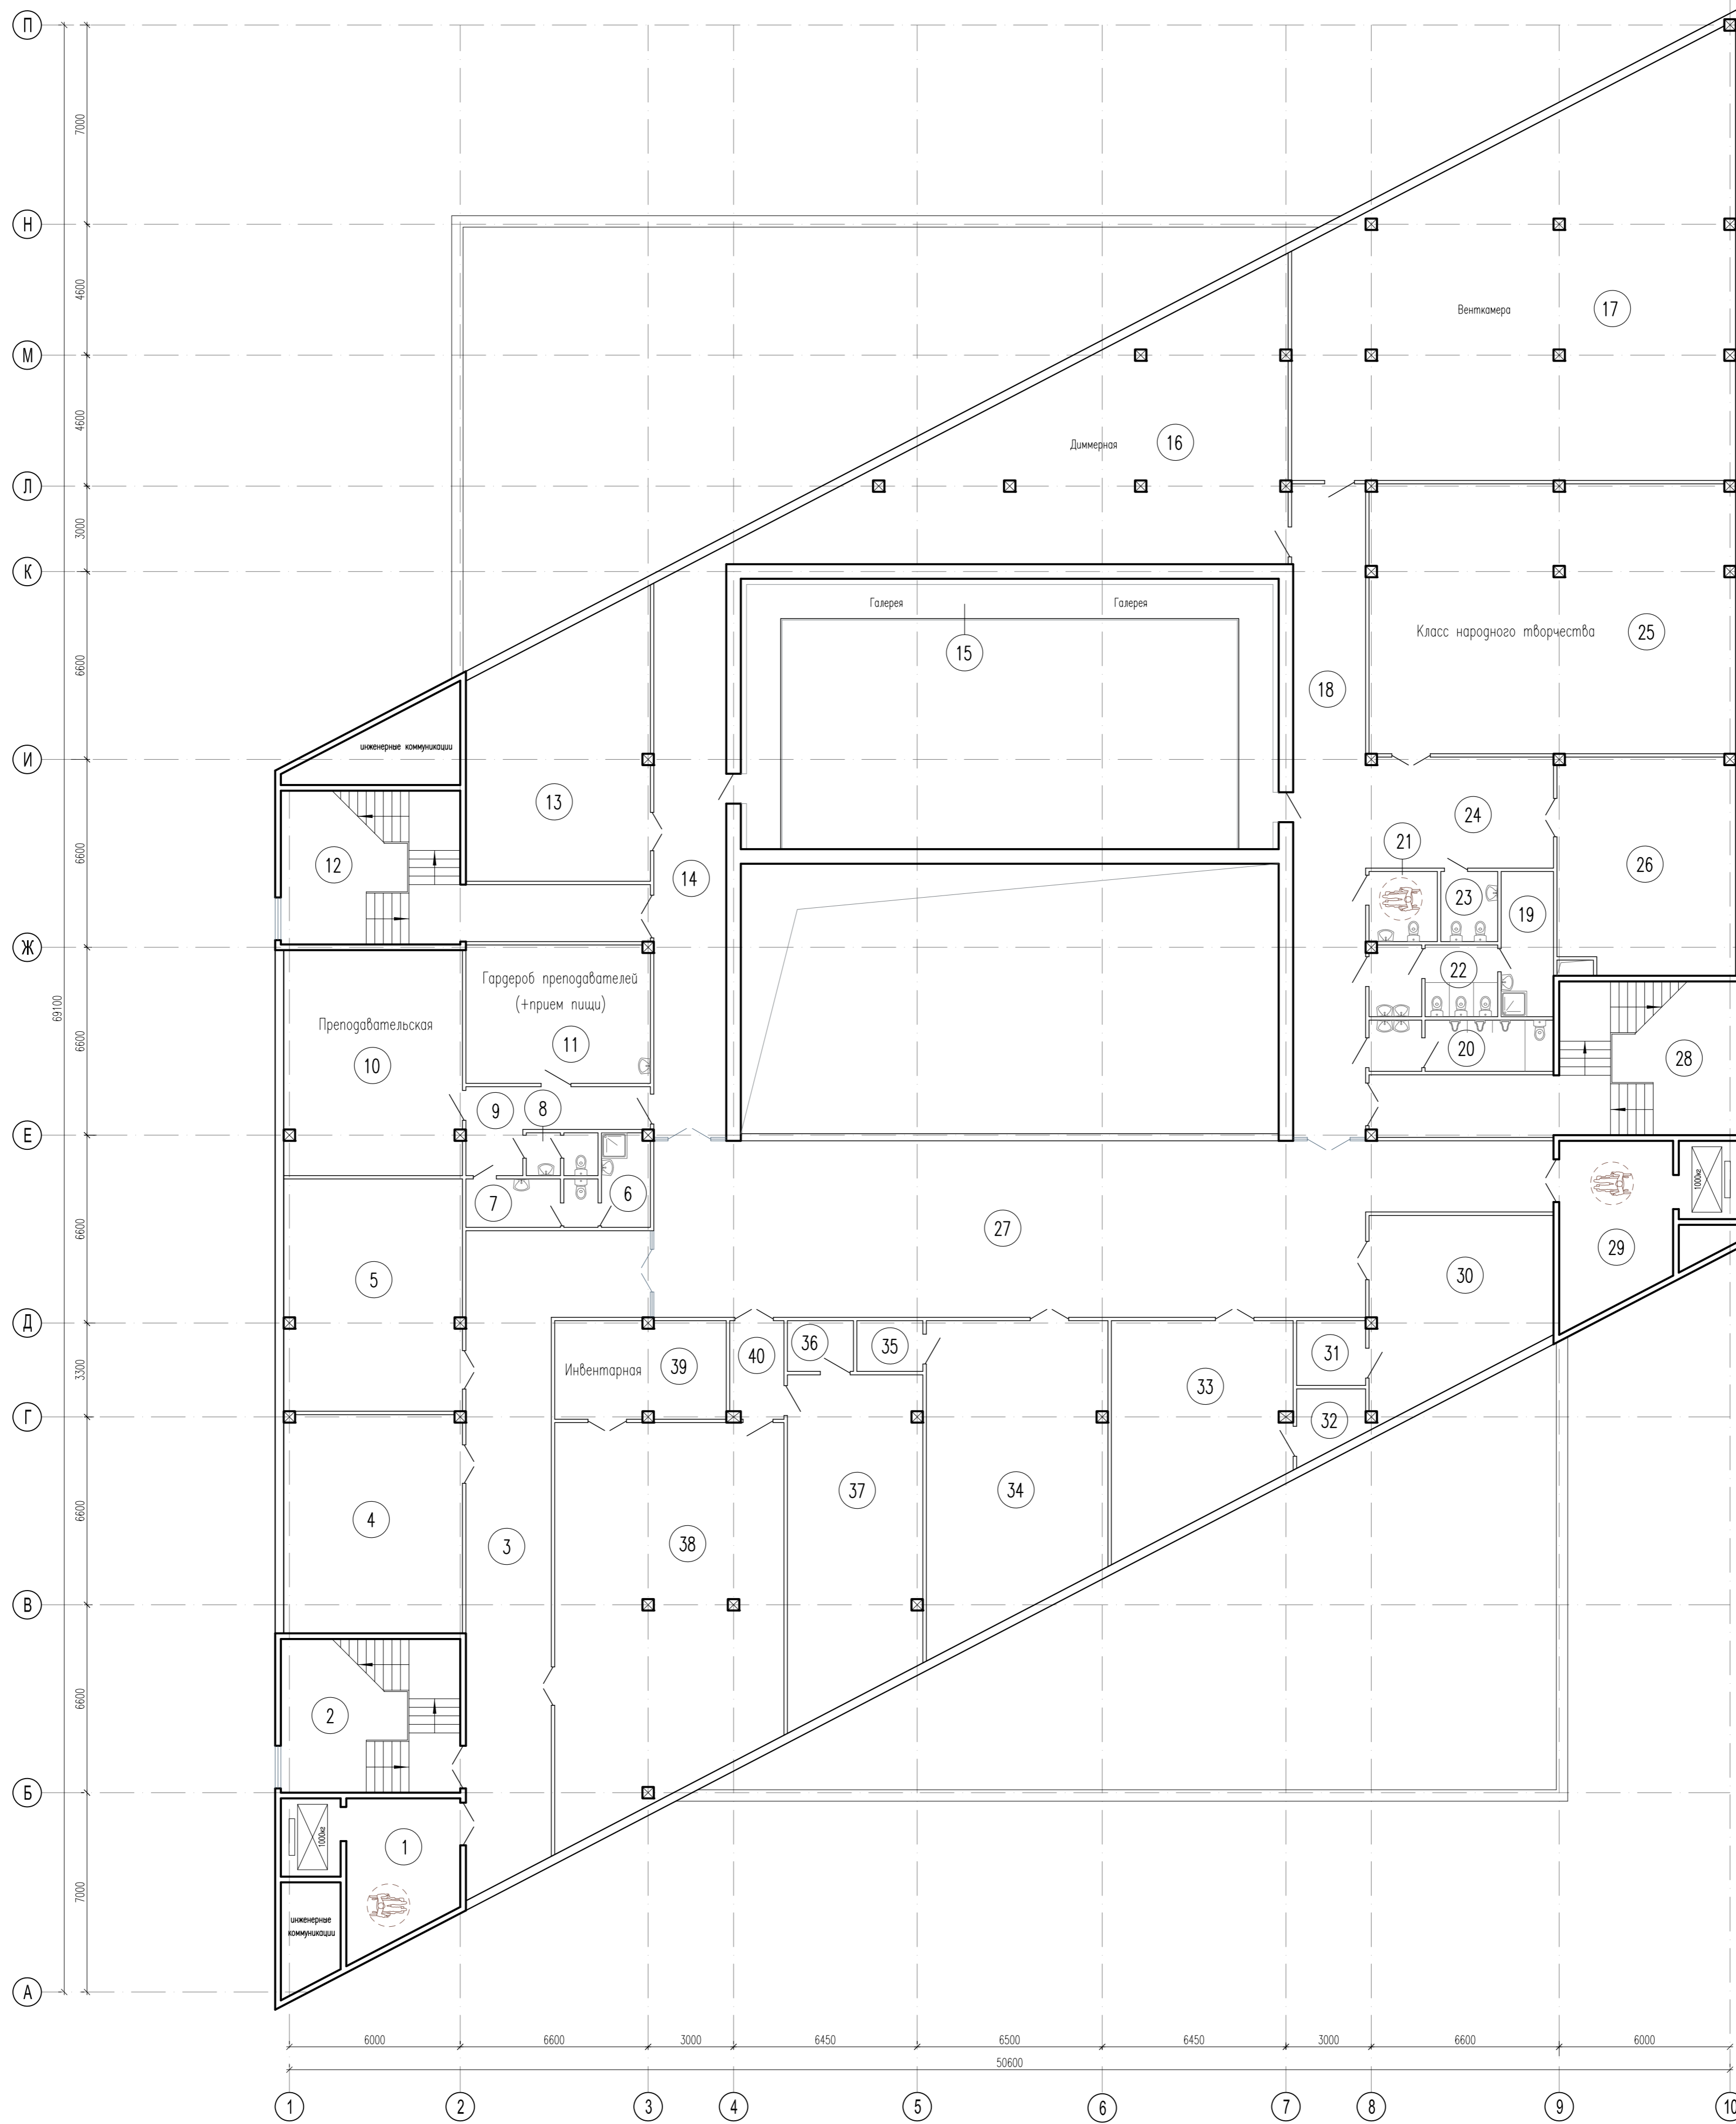 П
7000
Н
4600
Венткамера
17
М
4600
Диммерная
16
Л
3000
К
Галерея
Галерея
15
6600
Класс народного творчества
25
18
инженерные коммуникации
И
13
24
6600
12
14
21
26
23
19
Ж
Гардероб преподавателей
(+прием пищи)
22
69100
Преподавательская
6600
10
11
20
28
9
8
Е
1000кг
7
6
6600
27
29
5
30
Д
36
35
31
3300
Инвентарная
39
40
33
Г
32
6600
4
37
34
3
38
В
6600
2
Б
1000кг
1
7000
инженерные
коммуникации
А
6000
6600
3000
6450
6500
6450
3000
6600
6000
50600
1
2
3
4
5
6
7
8
9
10